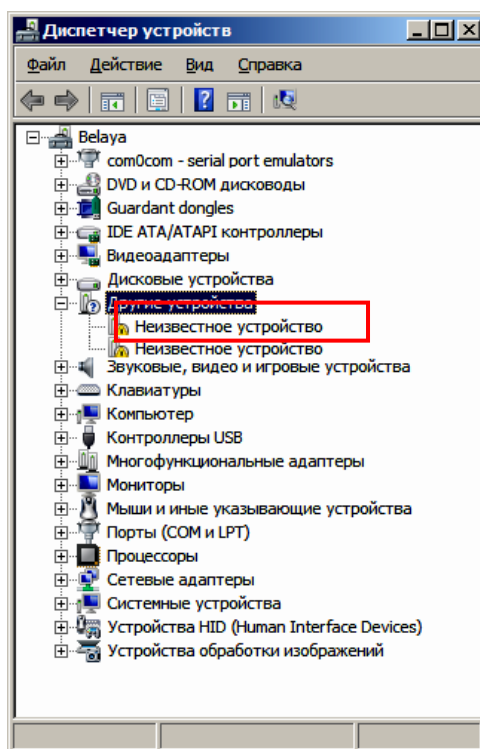 Диспетчер устройств
Файл Действие Вид Справка
Belaya
com0com - serial port emulators
DVD и CD-ROM дисководы
Guardant dongles
IDE ATA/ATAPI контроллеры
Видеоадаптеры
Дисковые устройства
Другие устройства
Неизвестное устройство
Неизвестное устройство
Звуковые, видео и игровые устройства
Клавиатуры
Компьютер
Контроллеры USB
Многофункциональные адаптеры
Мониторы
Мыши и иные указывающие устройства
Порты (COM и LPT)
Процессоры
Сетевые адаптеры
Системные устройства
Устройства HID (Human Interface Devices)
Устройства обработки изображений